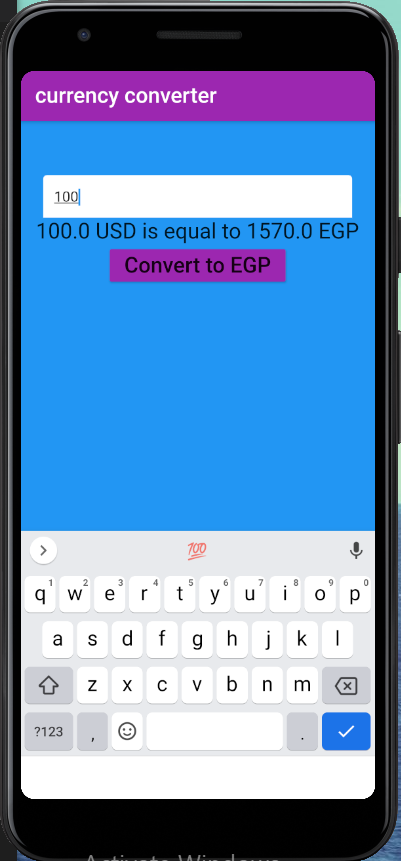 currency converter
100
100.0 USD is equal to 1570.0 EGP
Convert to EGP
💯
1 2 3 4 5 6 7 8 9 0
q w e r t y u i o p
a s d f g h j k l
z x c v b n m
?123 , .
Activate Windows